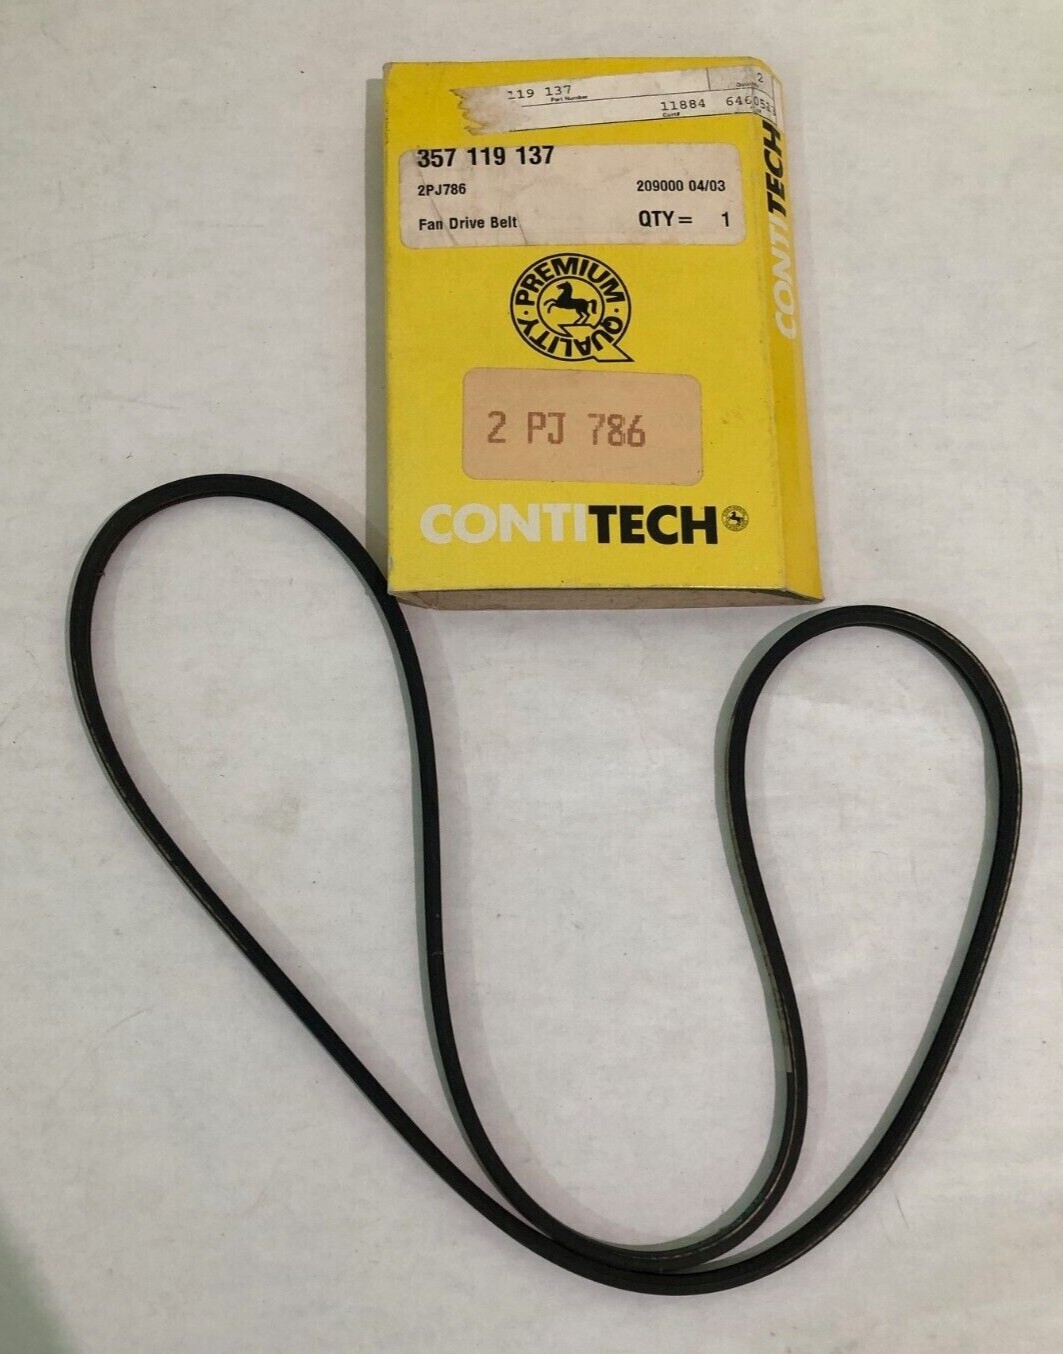 119 137
Part Number
2
11884
646054
357 119 137
2PJ786
209000 04/03
Fan Drive Belt
QTY = 1
PREMIUM · QUALITY ·
2 PJ 786
CONTITECH
CONTITECH